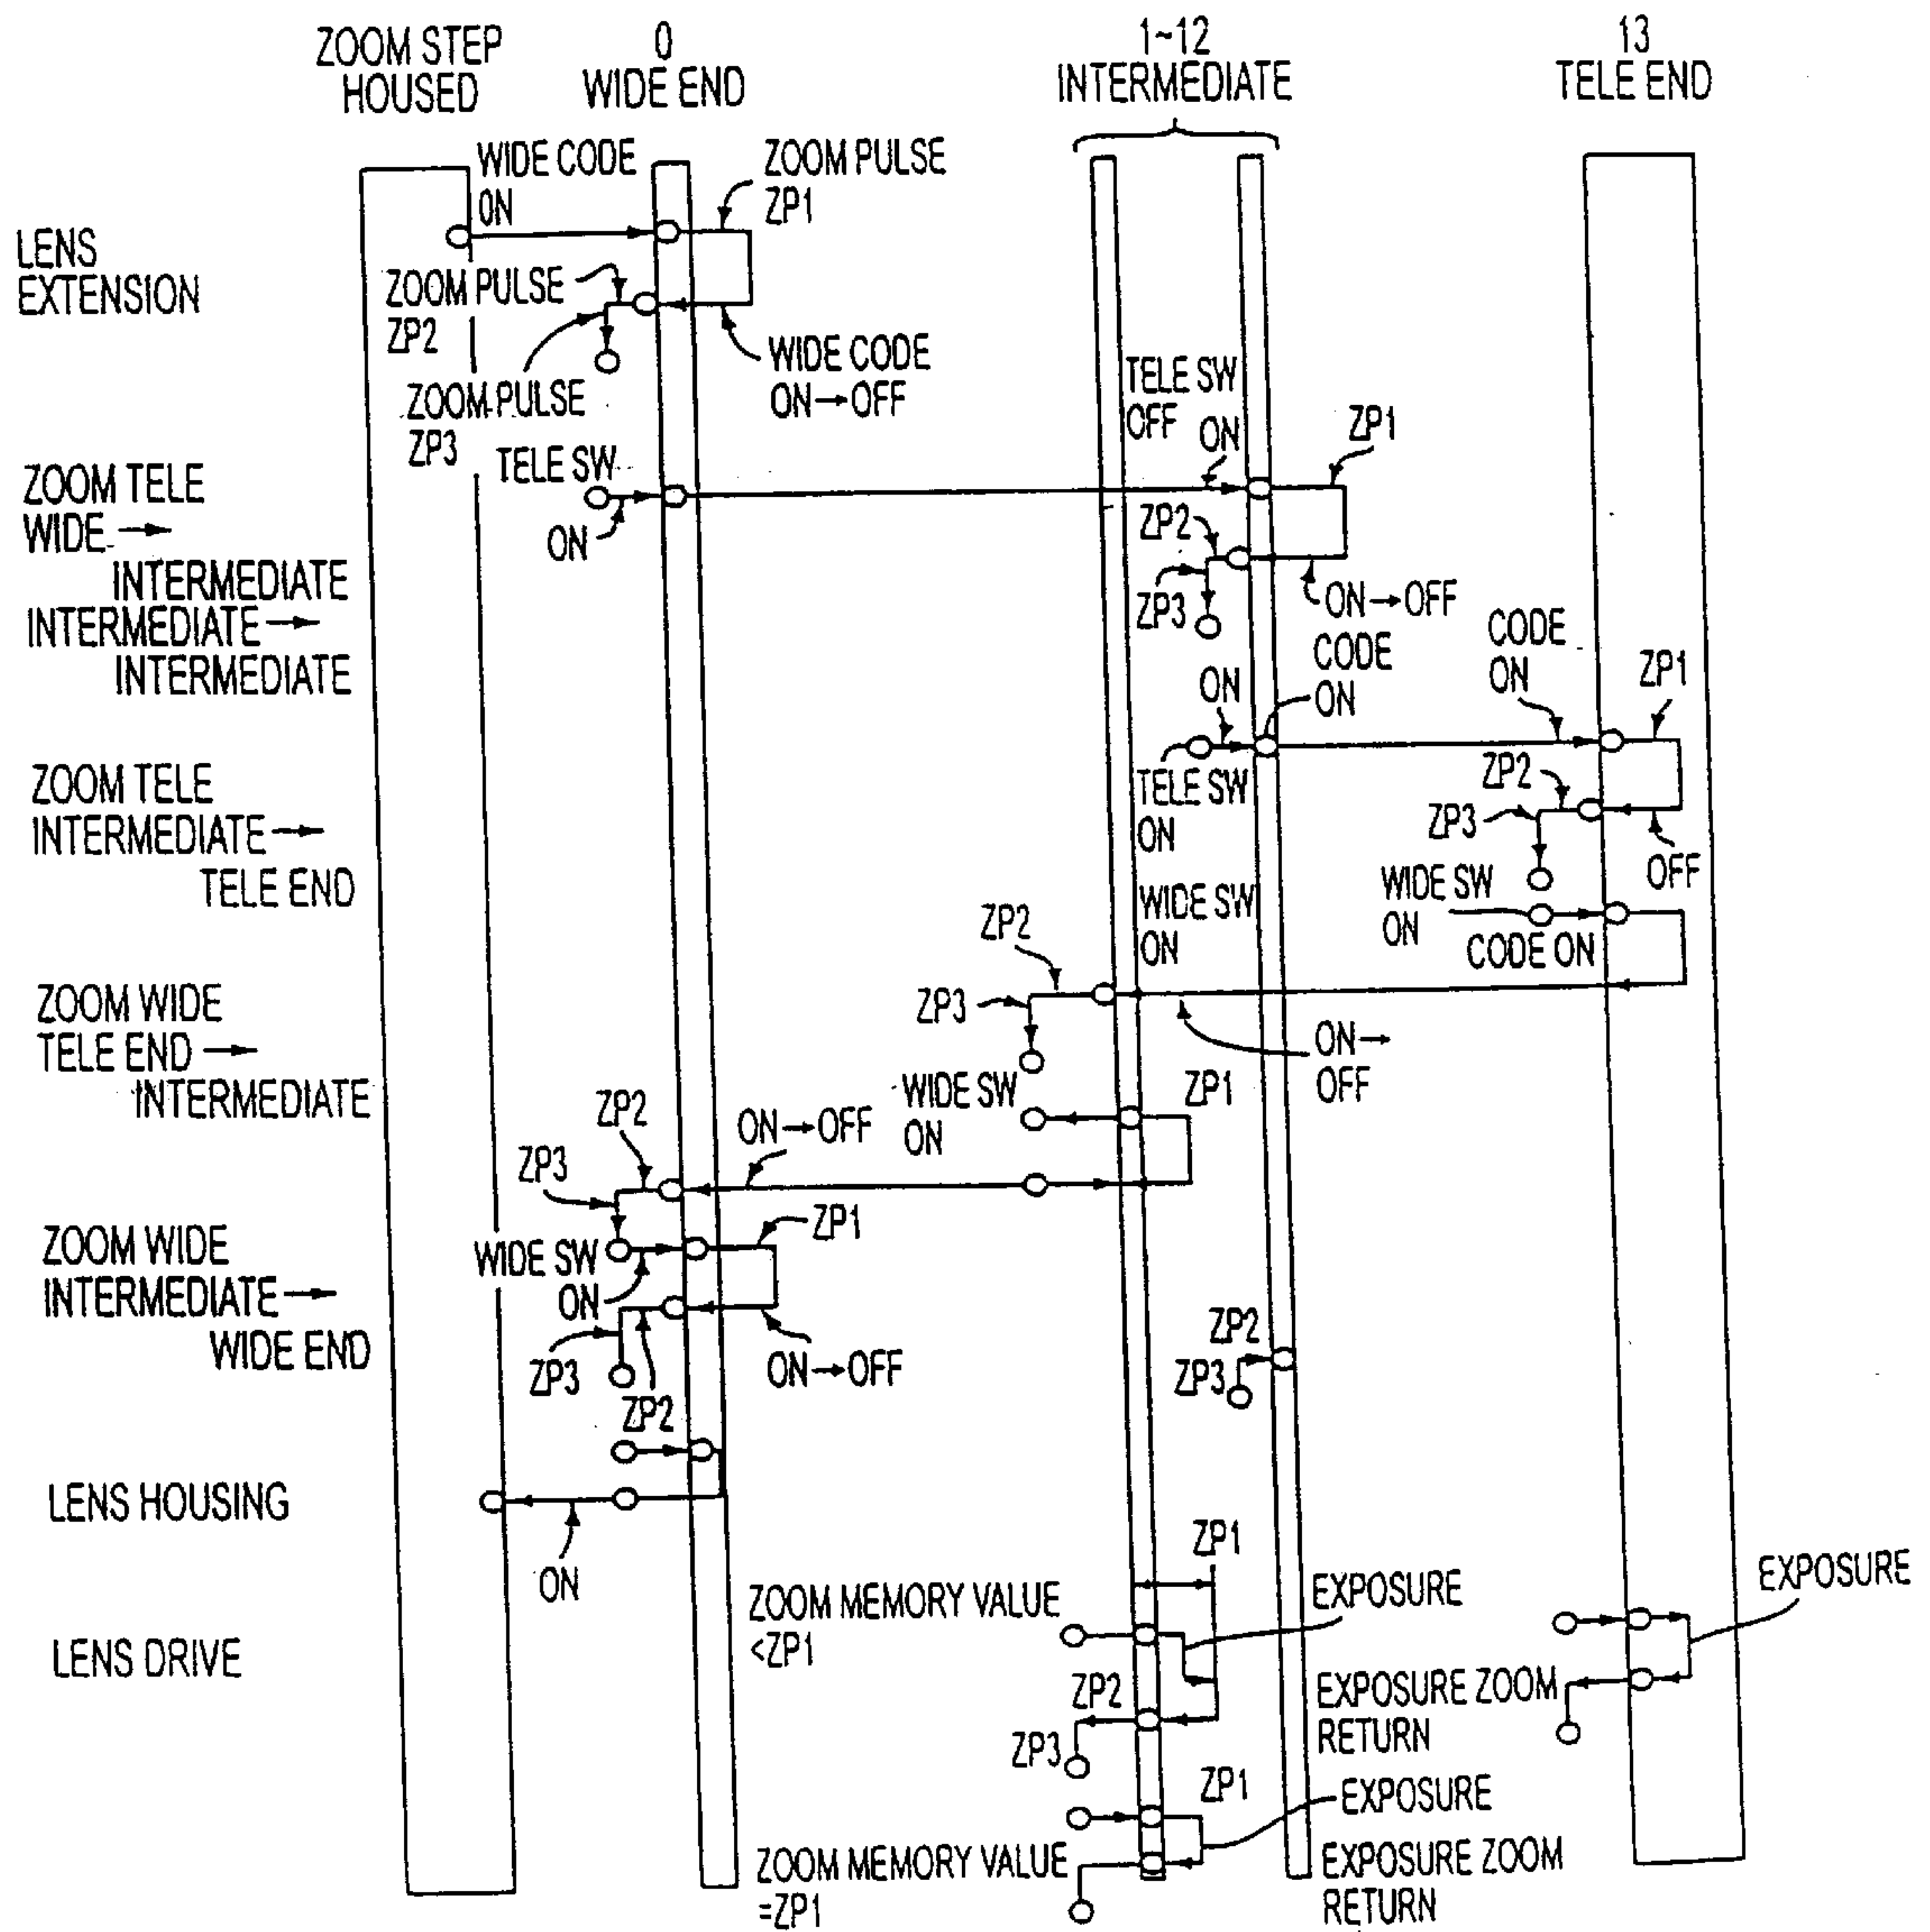 ZOOM STEP
HOUSED
0
WIDE END
1~12
INTERMEDIATE
13
TELE END
WIDE CODE
ON
ZOOM PULSE
ZP1
LENS
EXTENSION
ZOOM PULSE
ZP2
ZOOM PULSE
ZP3
WIDE CODE
ON→OFF
TELE SW
OFF
ON
ZP1
ZOOM TELE
WIDE →
INTERMEDIATE
INTERMEDIATE →
INTERMEDIATE
TELE SW
ON
ZP2
ZP3
ON→OFF
CODE
ON
ON
CODE
ON
ZP1
ZOOM TELE
INTERMEDIATE →
TELE END
TELE SW
ON
ZP2
ZP3
OFF
WIDE SW
ON
CODE ON
WIDE SW
ON
ZP2
ZP3
ZOOM WIDE
TELE END →
INTERMEDIATE
ON→
OFF
ZP1
WIDE SW
ON
ZP2
ON→OFF
ZP3
ZOOM WIDE
INTERMEDIATE →
WIDE END
WIDE SW
ON
ZP1
ZP3
ZP2
ON→OFF
ZP2
ZP3
LENS HOUSING
ON
LENS DRIVE
ZOOM MEMORY VALUE
<ZP1
ZP1
EXPOSURE
EXPOSURE
ZP2
ZP3
EXPOSURE ZOOM
RETURN
ZP1
EXPOSURE
ZOOM MEMORY VALUE
=ZP1
EXPOSURE ZOOM
RETURN